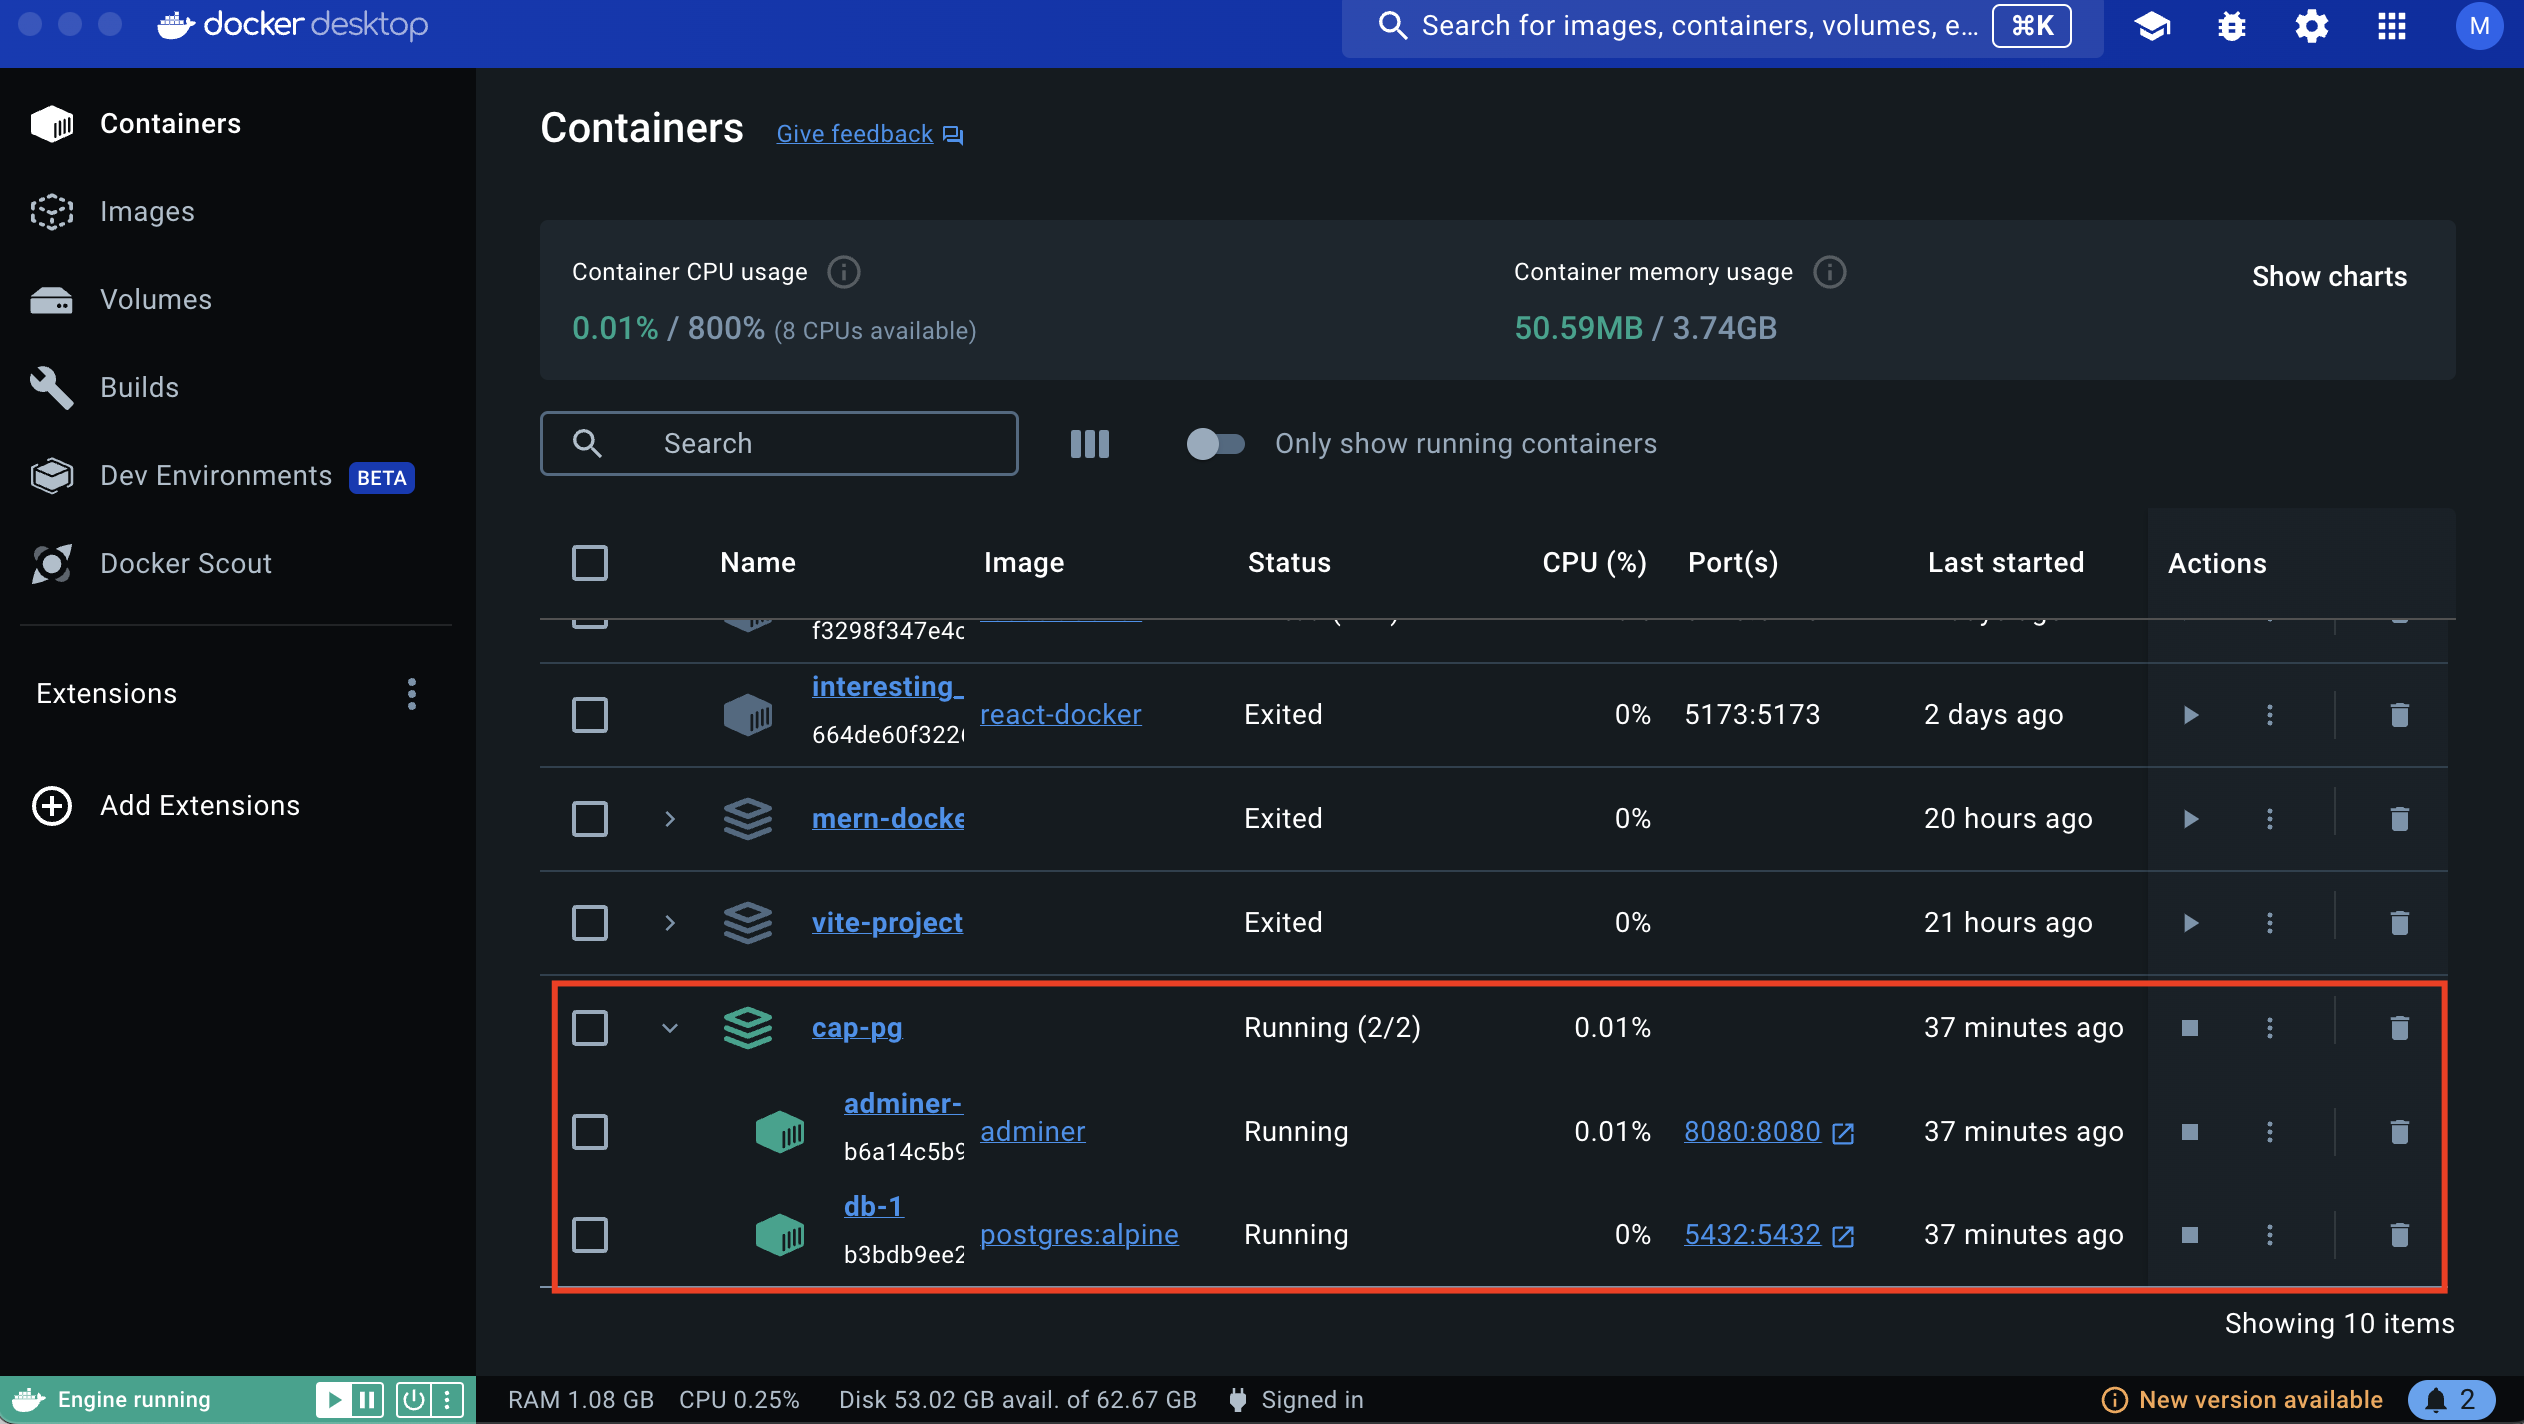 docker desktop
Search for images, containers, volumes, e... ⌘K
M
Containers
Images
Volumes
Builds
Dev Environments BETA
Docker Scout
Extensions
Add Extensions
Containers Give feedback
Container CPU usage
0.01% / 800% (8 CPUs available)
Container memory usage
50.59MB / 3.74GB
Show charts
Search
Only show running containers
Name Image Status CPU (%) Port(s) Last started Actions
f3298f347e4c
interesting_
664de60f322 react-docker Exited 0% 5173:5173 2 days ago
mern-docke Exited 0% 20 hours ago
vite-project Exited 0% 21 hours ago
cap-pg Running (2/2) 0.01% 37 minutes ago
adminer-
b6a14c5b9 adminer Running 0.01% 8080:8080 37 minutes ago
db-1
b3bdb9ee2 postgres:alpine Running 0% 5432:5432 37 minutes ago
Showing 10 items
Engine running
RAM 1.08 GB CPU 0.25% Disk 53.02 GB avail. of 62.67 GB Signed in
New version available 2